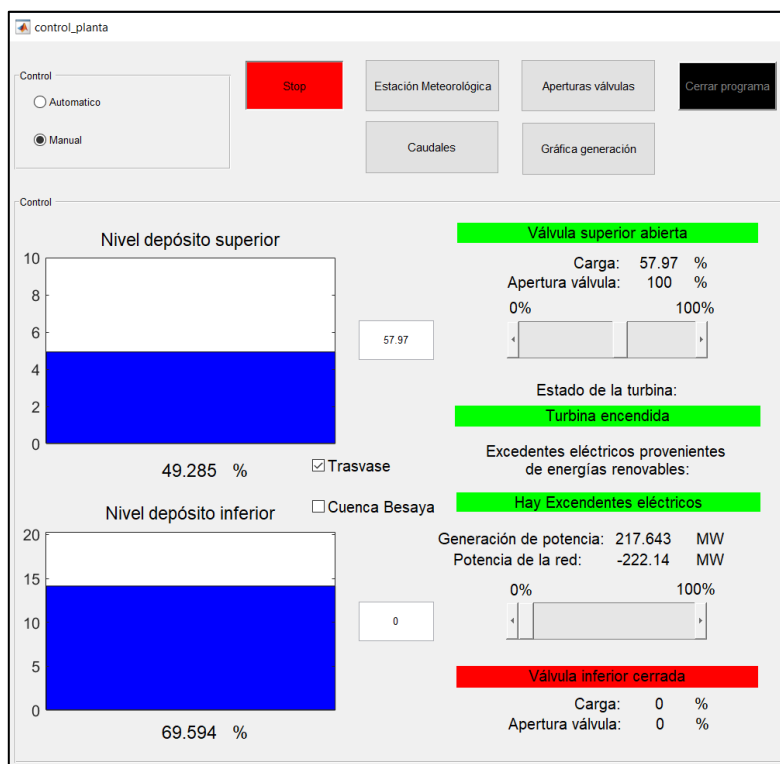 control_planta
Control
Automatico
Manual
Stop
Estación Meteorológica
Aperturas válvulas
Cerrar programa
Caudales
Gráfica generación
Control
Nivel depósito superior
10
8
6
4
2
0
49.285 %
57.97
Válvula superior abierta
Carga: 57.97 %
Apertura válvula: 100 %
0% 100%
Estado de la turbina:
Turbina encendida
Trasvase
Cuenca Besaya
Excedentes eléctricos provenientes
de energías renovables:
Hay Excendentes eléctricos
Generación de potencia: 217.643 MW
Potencia de la red: -222.14 MW
0% 100%
Nivel depósito inferior
20
15
10
5
0
69.594 %
0
Válvula inferior cerrada
Carga: 0 %
Apertura válvula: 0 %